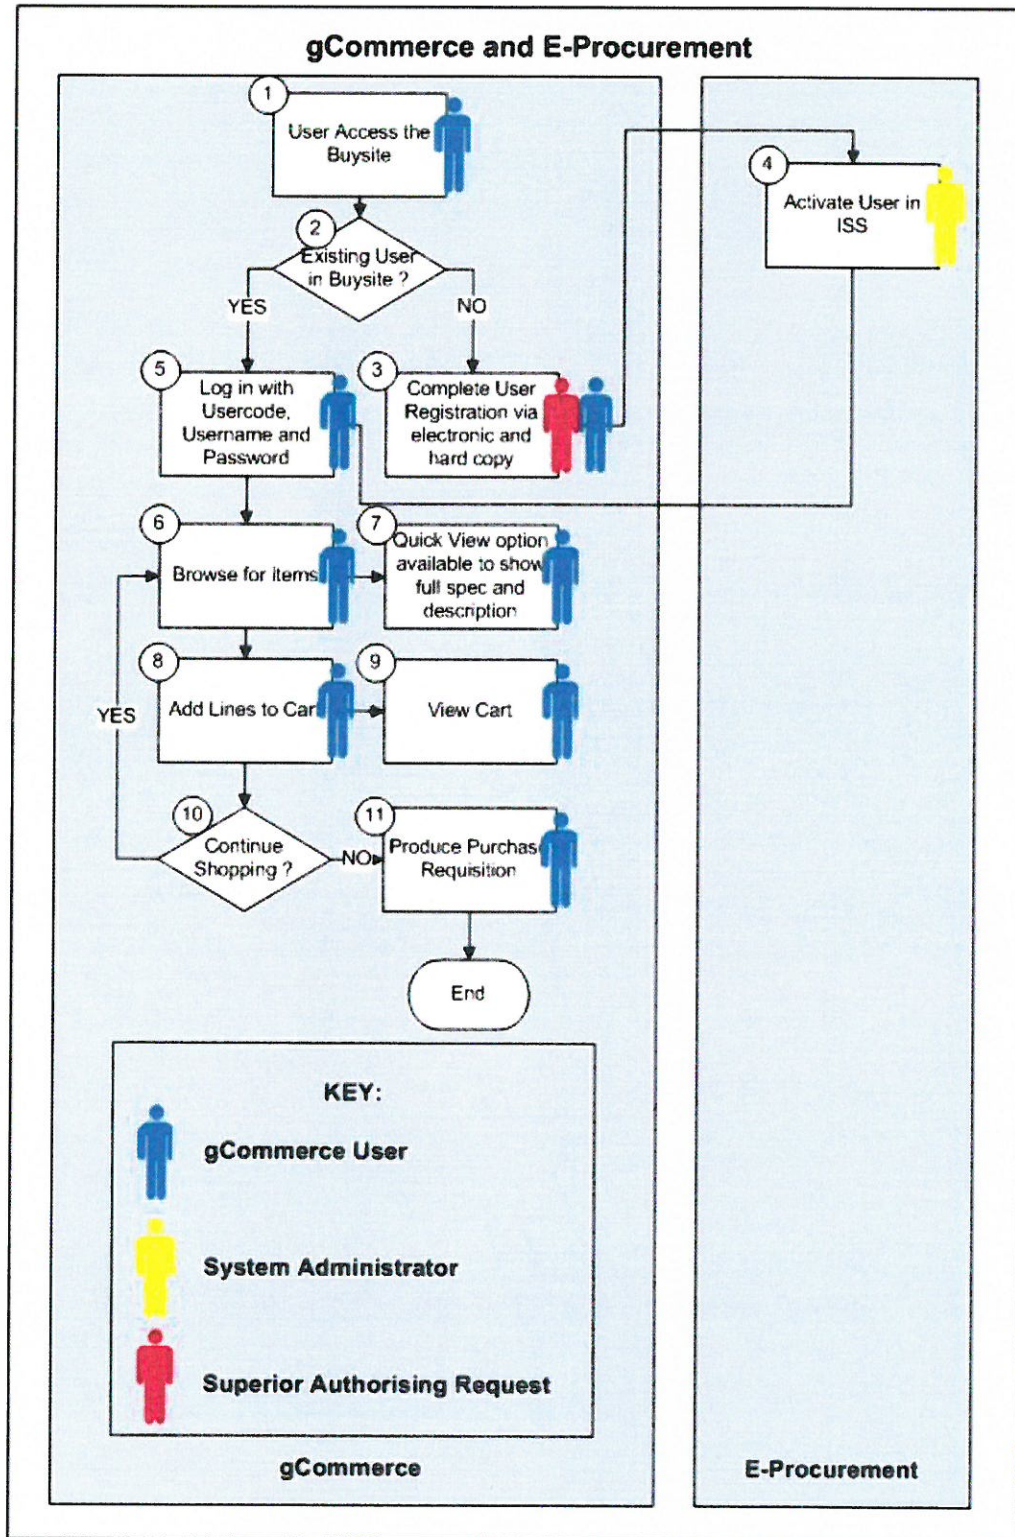 gCommerce and E-Procurement
1
User Access the
Buysite
2
Existing User
in Buysite ?
YES
NO
4
Activate User in
ISS
5
Log in with
Usercode,
Username and
Password
3
Complete User
Registration via
electronic and
hard copy
6
Browse for items
7
Quick View option
available to show
full spec and
description
8
Add Lines to Cart
9
View Cart
YES
10
Continue
Shopping ?
NO
11
Produce Purchase
Requisition
End
KEY:
gCommerce User
System Administrator
Superior Authorising Request
gCommerce
E-Procurement